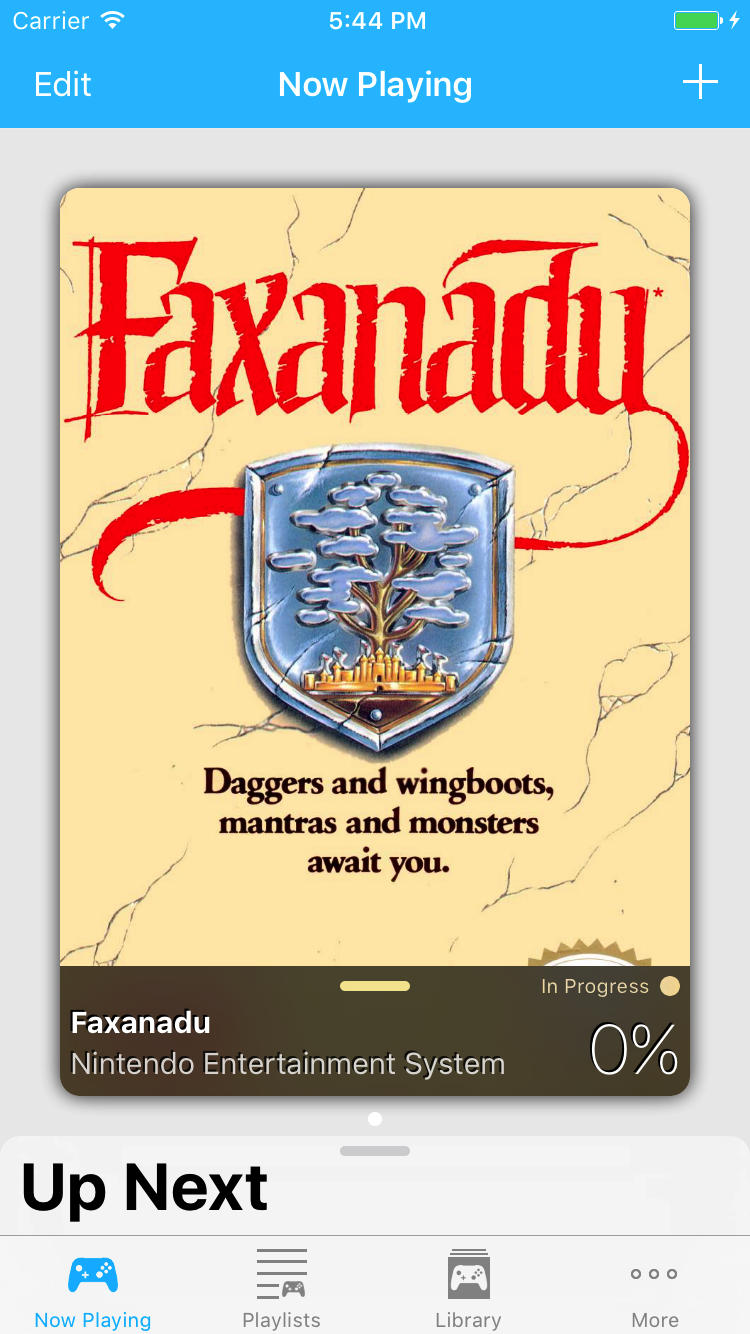 Carrier 5:44 PM
Edit Now Playing
Faxanadu*
Daggers and wingboots,
mantras and monsters
await you.
In Progress
Faxanadu
Nintendo Entertainment System 0%
Up Next
Now Playing Playlists Library More